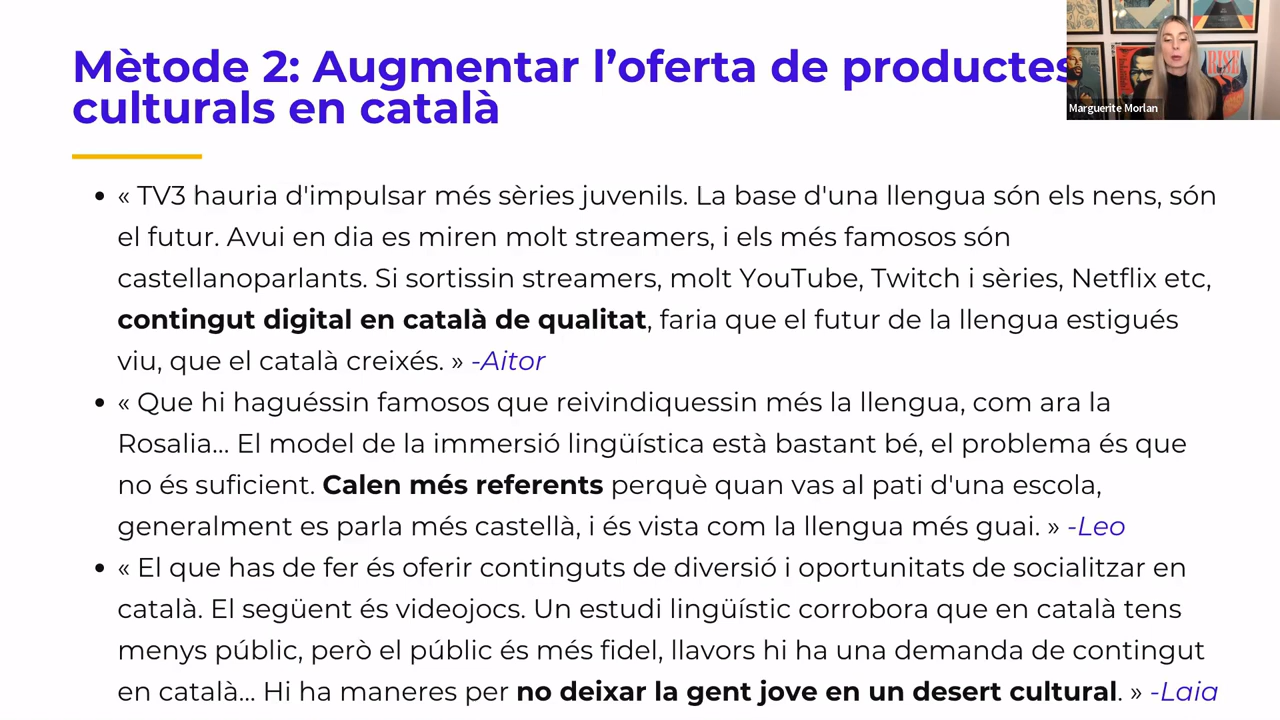 Mètode 2: Augmentar l’oferta de productes
culturals en català
Marguerite Morlan
• « TV3 hauria d'impulsar més sèries juvenils. La base d'una llengua són els nens, són
el futur. Avui en dia es miren molt streamers, i els més famosos són
castellanoparlants. Si sortissin streamers, molt YouTube, Twitch i sèries, Netflix etc,
contingut digital en català de qualitat, faria que el futur de la llengua estigués
viu, que el català creixés. » -Aitor
• « Que hi haguéssin famosos que reivindiquessin més la llengua, com ara la
Rosalia... El model de la immersió lingüística està bastant bé, el problema és que
no és suficient. Calen més referents perquè quan vas al pati d'una escola,
generalment es parla més castellà, i és vista com la llengua més guai. » -Leo
• « El que has de fer és oferir continguts de diversió i oportunitats de socialitzar en
català. El següent és videojocs. Un estudi lingüístic corrobora que en català tens
menys públic, però el públic és més fidel, llavors hi ha una demanda de contingut
en català... Hi ha maneres per no deixar la gent jove en un desert cultural. » -Laia